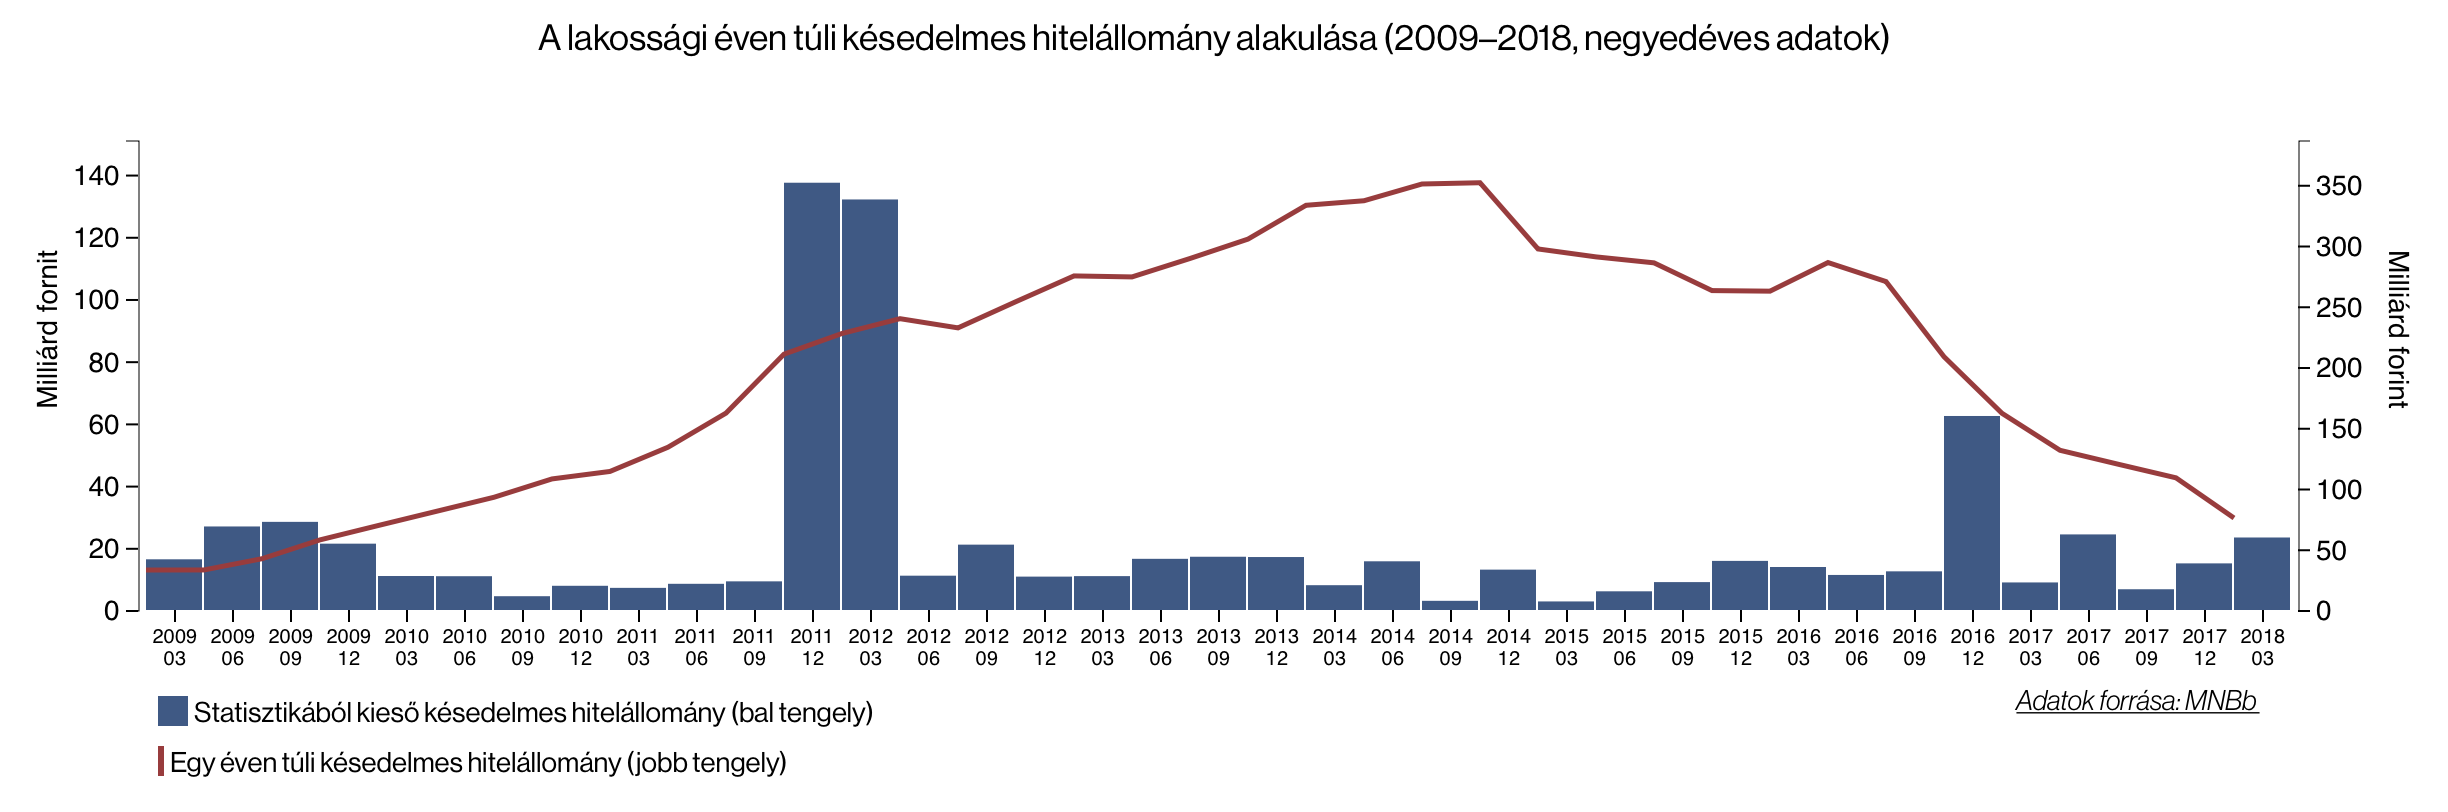 A lakossági éven túli késedelmes hitelállomány alakulása (2009–2018, negyedéves adatok)
Milliárd fornit
140
120
100
80
60
40
20
0
350
300
250
200
150
100
50
0
Milliárd forint
2009 2009 2009 2009 2010 2010 2010 2010 2011 2011 2011 2011 2012 2012 2012 2012 2013 2013 2013 2013 2014 2014 2014 2014 2015 2015 2015 2015 2016 2016 2016 2016 2017 2017 2017 2017 2018
03 06 09 12 03 06 09 12 03 06 09 12 03 06 09 12 03 06 09 12 03 06 09 12 03 06 09 12 03 06 09 12 03 06 09 12 03
Statisztikából kieső késedelmes hitelállomány (bal tengely)
Adatok forrása: MNBb
Egy éven túli késedelmes hitelállomány (jobb tengely)